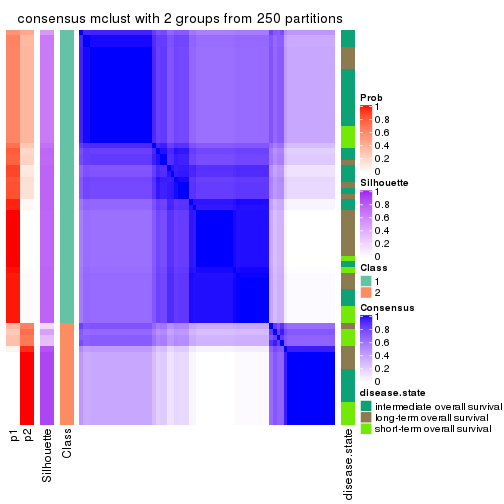 consensus mclust with 2 groups from 250 partitions
Prob
1
0.8
0.6
0.4
0.2
0
Silhouette
1
0.8
0.6
0.4
0.2
0
Class
1
2
Consensus
1
0.8
0.6
0.4
0.2
0
disease.state
intermediate overall survival
long-term overall survival
short-term overall survival
p1
p2
Silhouette
Class
disease.state